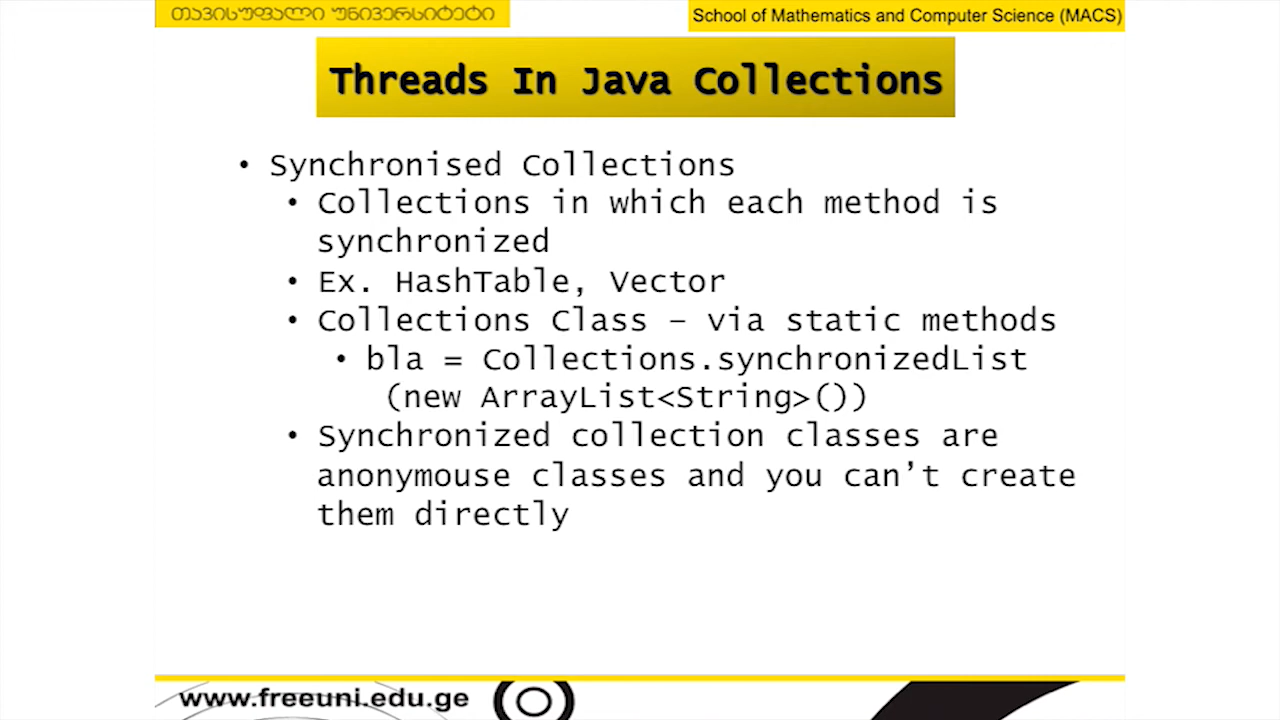 თავისუფალი უნივერსიტეტი
School of Mathematics and Computer Science (MACS)
Threads In Java Collections
• Synchronised Collections
• Collections in which each method is
synchronized
• Ex. HashTable, Vector
• Collections Class – via static methods
• bla = Collections.synchronizedList
(new ArrayList<String>())
• Synchronized collection classes are
anonymouse classes and you can’t create
them directly
www.freeuni.edu.ge